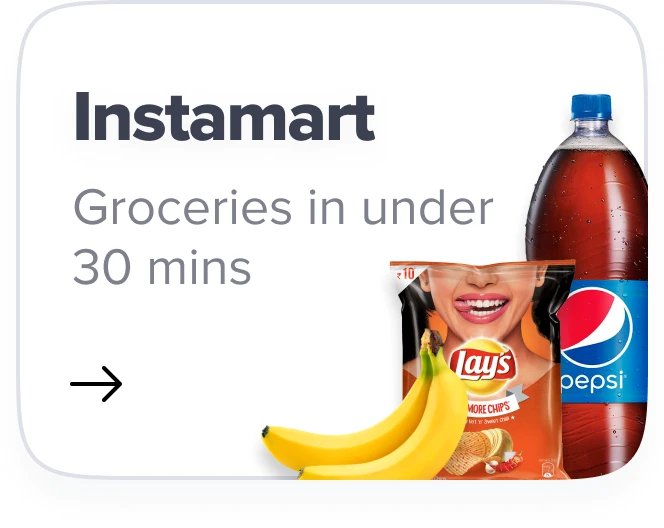 Instamart
Groceries in under
30 mins
₹10
Lay's
MORE CHIPS*
pepsi